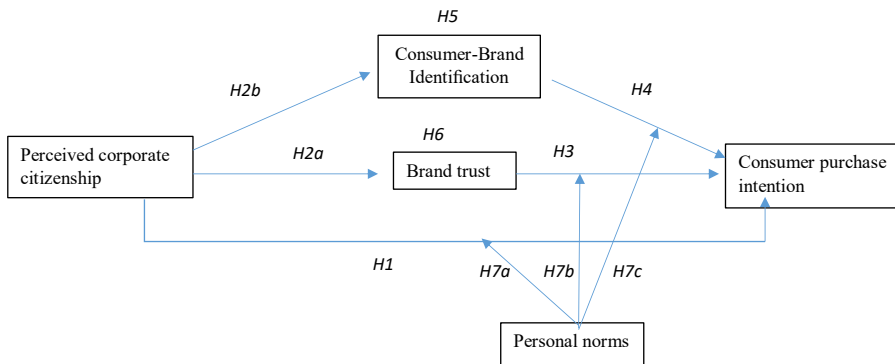 H5
Consumer-Brand
Identification
H2b
H4
H6
Perceived corporate
citizenship
H2a
Brand trust
H3
Consumer purchase
intention
H1
H7a
H7b
H7c
Personal norms